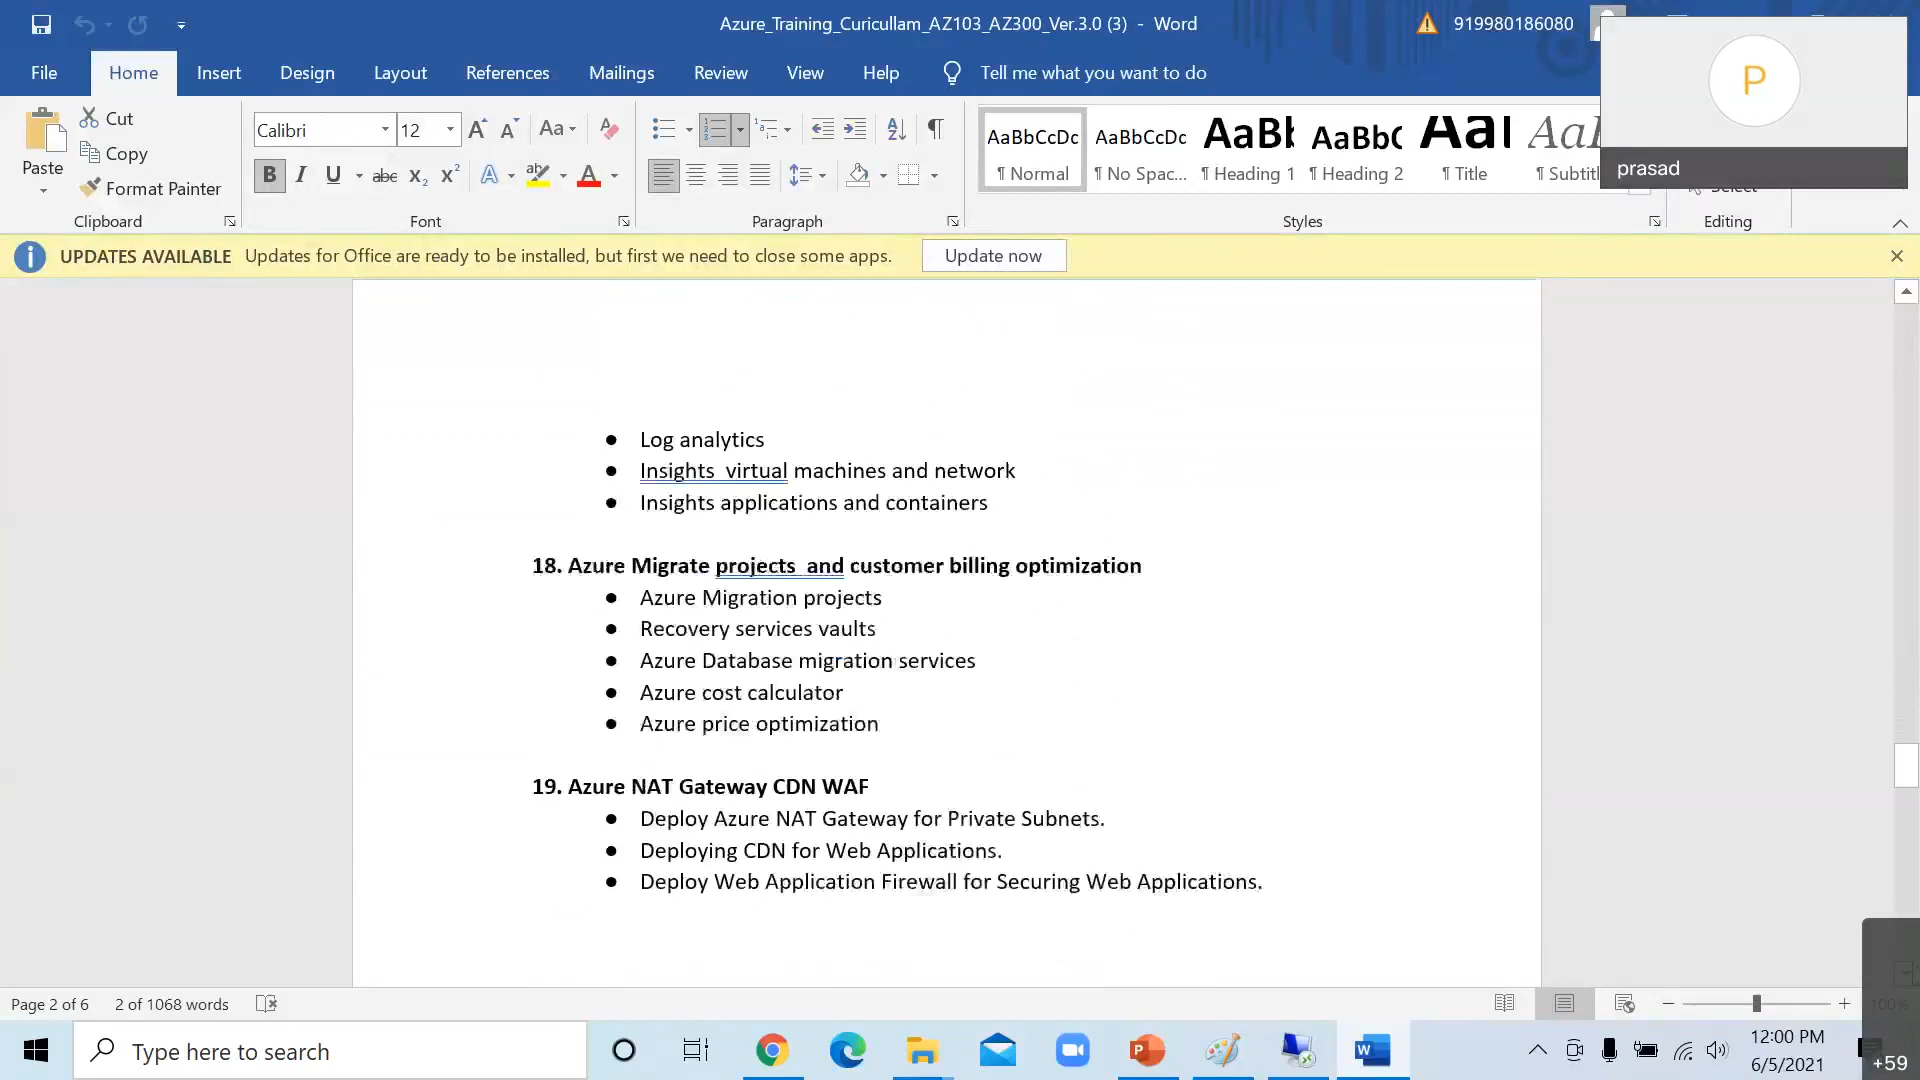 Azure_Training_Curicullam_AZ103_AZ300_Ver.3.0 (3) - Word
919980186080
File Home Insert Design Layout References Mailings Review View Help Tell me what you want to do
P
prasad
Paste
Cut
Copy
Format Painter
Clipboard
Calibri 12
Font
Paragraph
AaBbCcDc AaBbCcDc AaBb AaBbC AaB
¶ Normal ¶ No Spac... ¶ Heading 1 ¶ Heading 2 ¶ Title
Styles
Select
Editing
UPDATES AVAILABLE Updates for Office are ready to be installed, but first we need to close some apps. Update now
● Log analytics
● Insights  virtual machines and network
● Insights applications and containers
18. Azure Migrate projects  and customer billing optimization
● Azure Migration projects
● Recovery services vaults
● Azure Database migration services
● Azure cost calculator
● Azure price optimization
19. Azure NAT Gateway CDN WAF
● Deploy Azure NAT Gateway for Private Subnets.
● Deploying CDN for Web Applications.
● Deploy Web Application Firewall for Securing Web Applications.
Page 2 of 6 2 of 1068 words
100%
Type here to search
12:00 PM
6/5/2021
+59